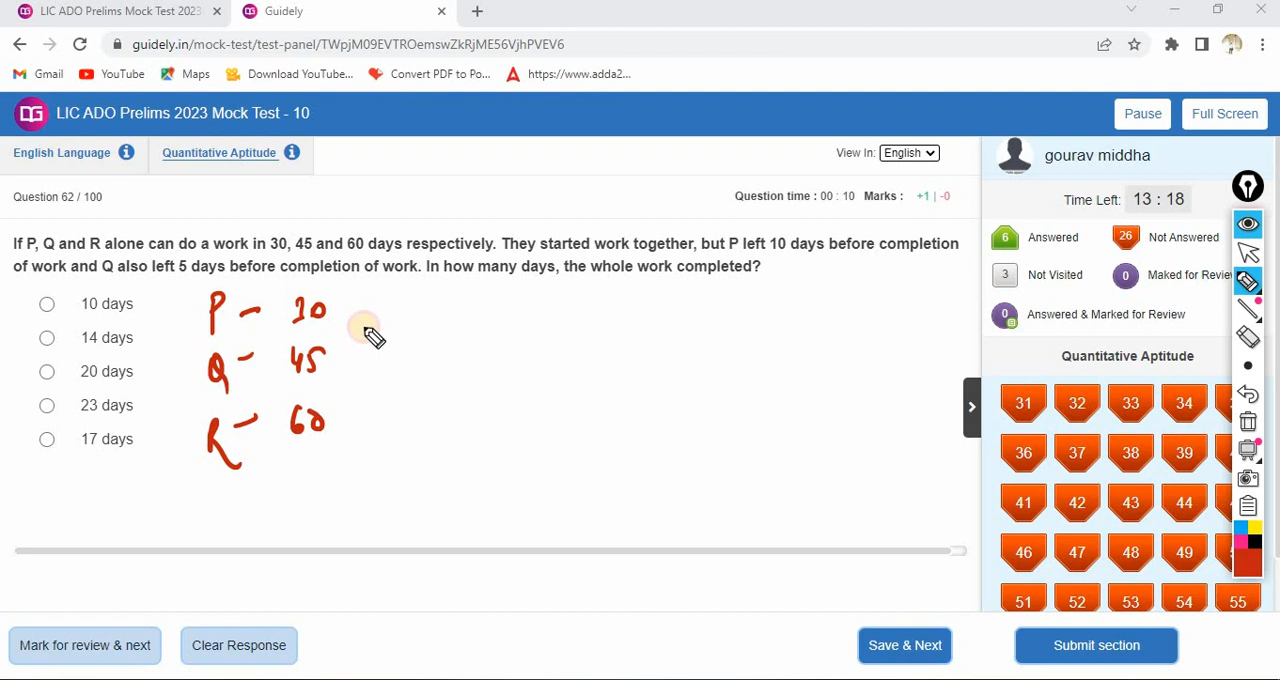 LIC ADO Prelims Mock Test 2023
Guidely
guidely.in/mock-test/test-panel/TWpjM09EVTROemswZkRjME56VjhPVEV6
Gmail YouTube Maps Download YouTube... Convert PDF to Po... https://www.adda2...
DG LIC ADO Prelims 2023 Mock Test - 10 Pause Full Screen
English Language i Quantitative Aptitude i View In: English
gourav middha
Question 62 / 100 Question time : 00 : 10 Marks : +1 | -0
Time Left: 13 : 18
If P, Q and R alone can do a work in 30, 45 and 60 days respectively. They started work together, but P left 10 days before completion
of work and Q also left 5 days before completion of work. In how many days, the whole work completed?
10 days
14 days
20 days
23 days
17 days
P - 30
Q - 45
R - 60
6 Answered 26 Not Answered
3 Not Visited 0 Maked for Review
0 Answered & Marked for Review
Quantitative Aptitude
31 32 33 34
36 37 38 39
41 42 43 44
46 47 48 49
51 52 53 54 55
Mark for review & next Clear Response Save & Next Submit section